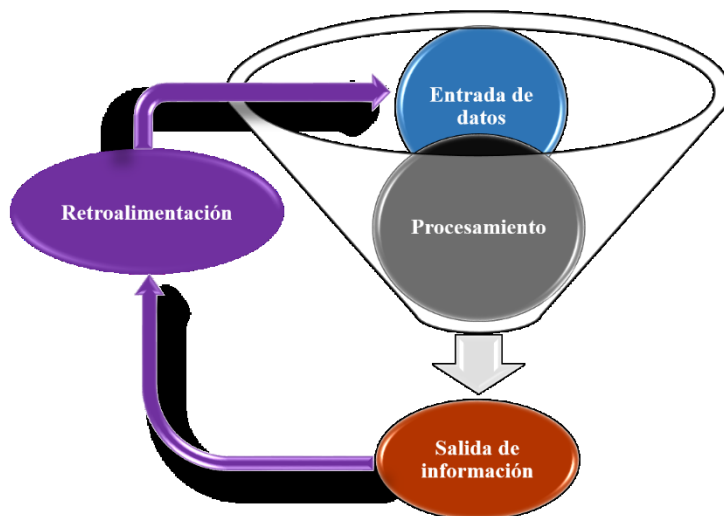 Entrada de
datos
Retroalimentación
Procesamiento
Salida de
información